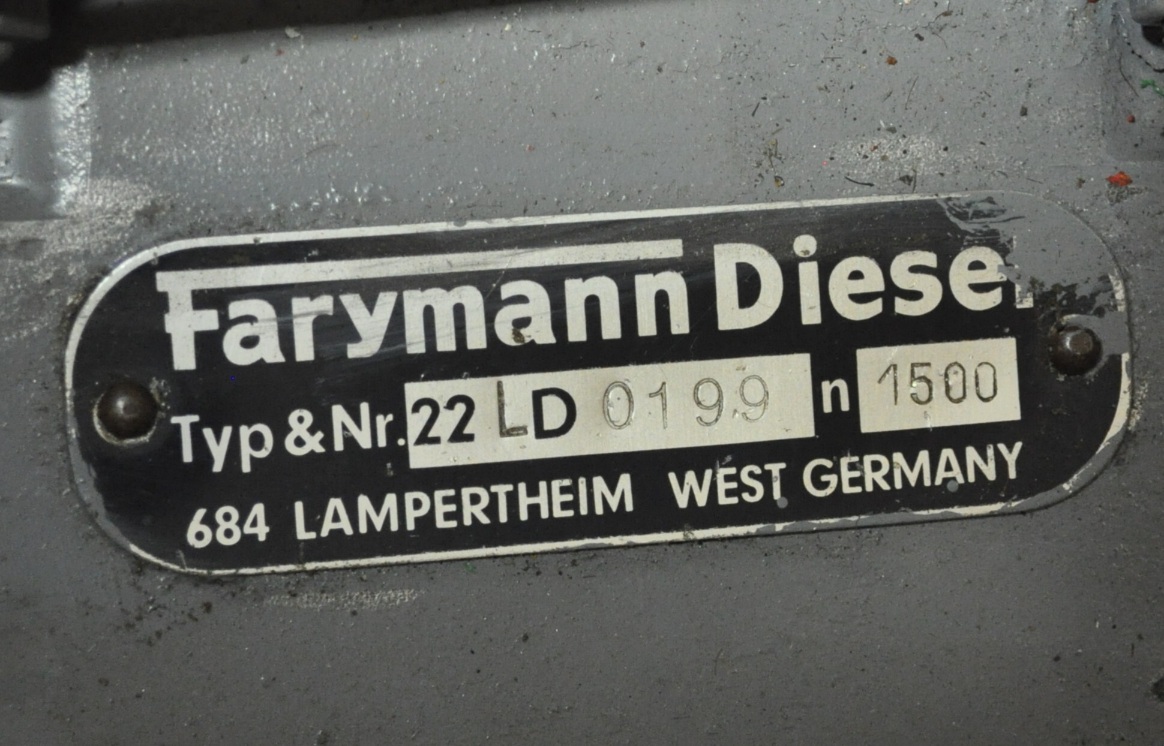 Farymann Diesel
Typ & Nr. 22 LD 0199 n 1500
684 LAMPERTHEIM WEST GERMANY